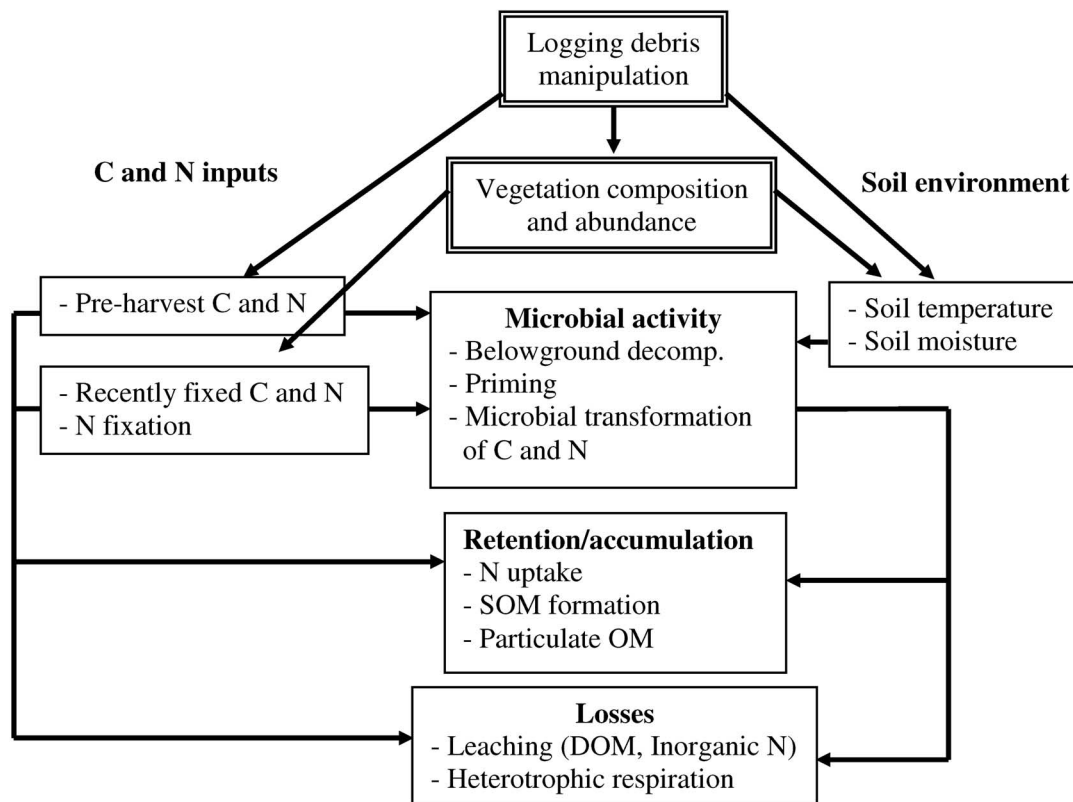 Logging debris
manipulation
C and N inputs
Vegetation composition
and abundance
Soil environment
- Pre-harvest C and N
- Recently fixed C and N
- N fixation
Microbial activity
- Belowground decomp.
- Priming
- Microbial transformation
of C and N
- Soil temperature
- Soil moisture
Retention/accumulation
- N uptake
- SOM formation
- Particulate OM
Losses
- Leaching (DOM, Inorganic N)
- Heterotrophic respiration